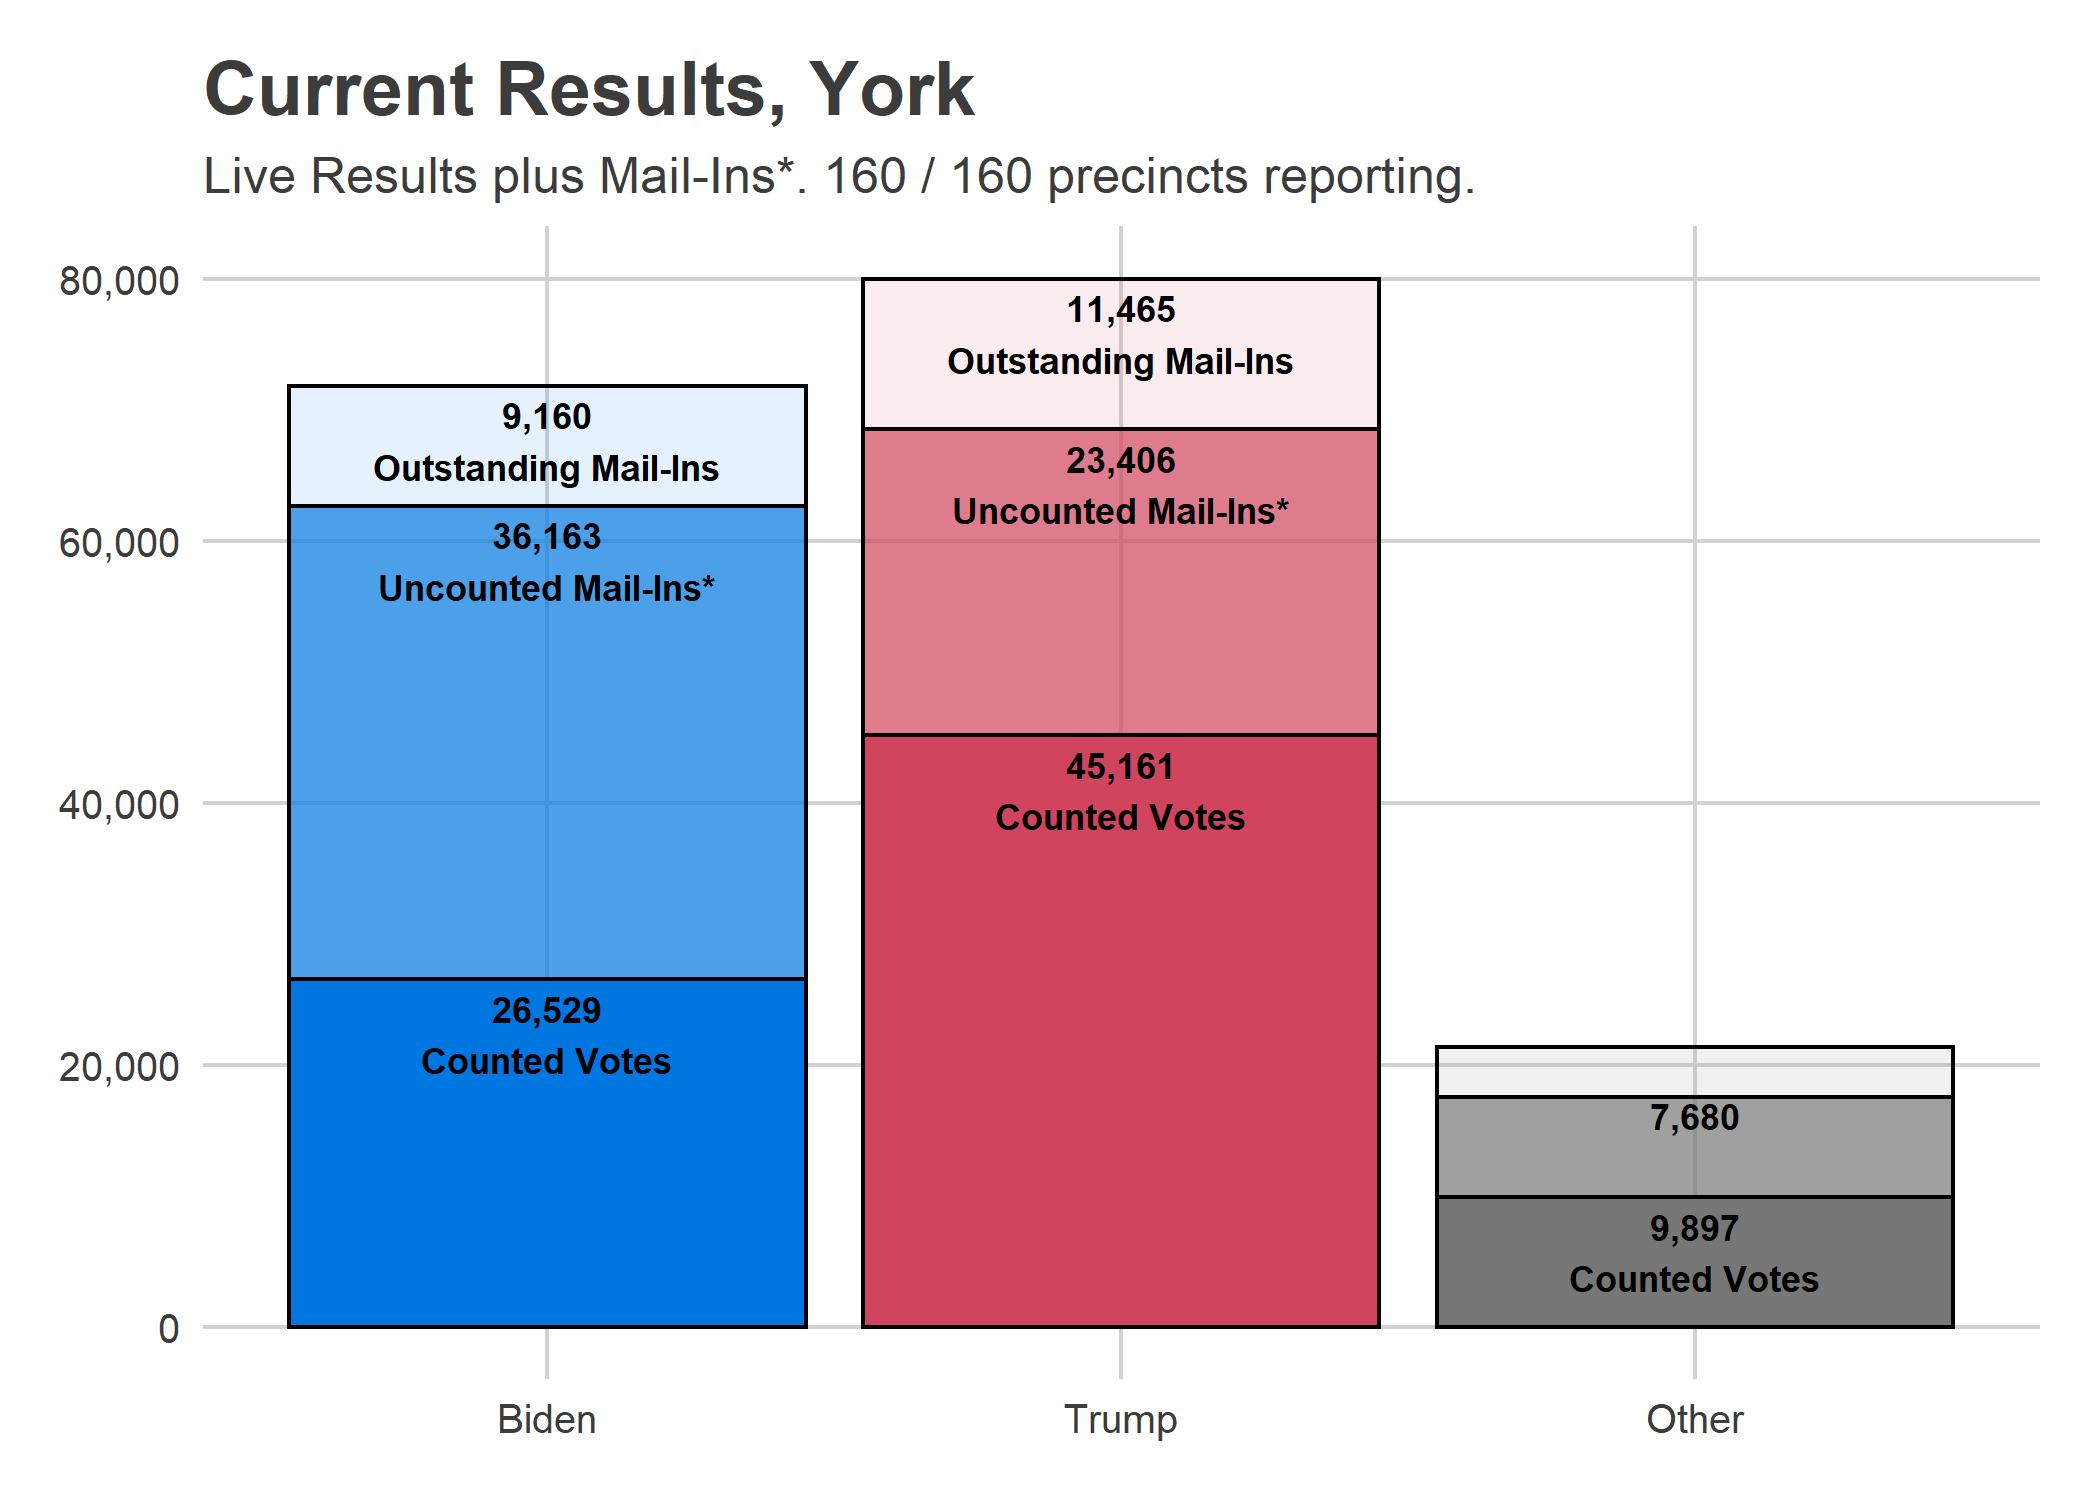 Current Results, York
Live Results plus Mail-Ins*. 160 / 160 precincts reporting.
80,000
60,000
40,000
20,000
0
9,160
Outstanding Mail-Ins
36,163
Uncounted Mail-Ins*
26,529
Counted Votes
11,465
Outstanding Mail-Ins
23,406
Uncounted Mail-Ins*
45,161
Counted Votes
7,680
9,897
Counted Votes
Biden
Trump
Other